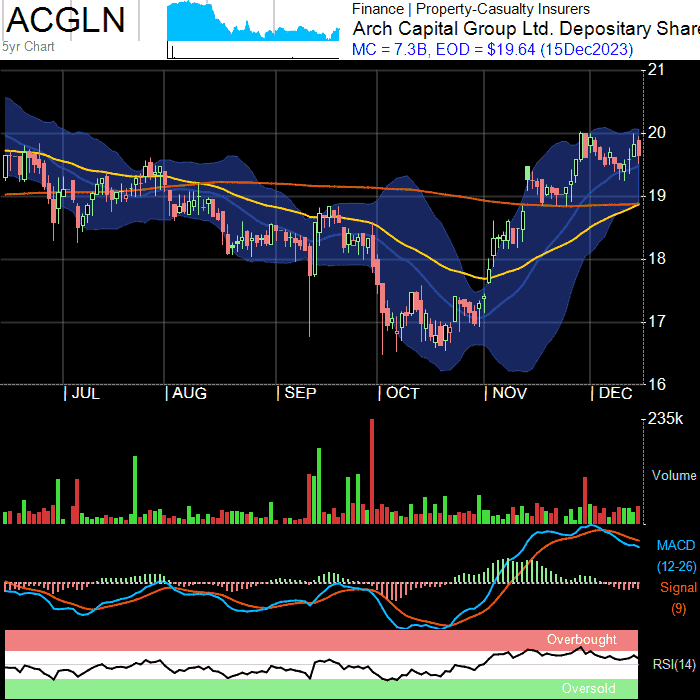 ACGLN
5yr Chart
Finance | Property-Casualty Insurers
Arch Capital Group Ltd. Depositary Share
MC = 7.3B, EOD = $19.64 (15Dec2023)
21
20
19
18
17
16
JUL
AUG
SEP
OCT
NOV
DEC
235k
Volume
MACD
(12-26)
Signal
(9)
Overbought
RSI(14)
Oversold